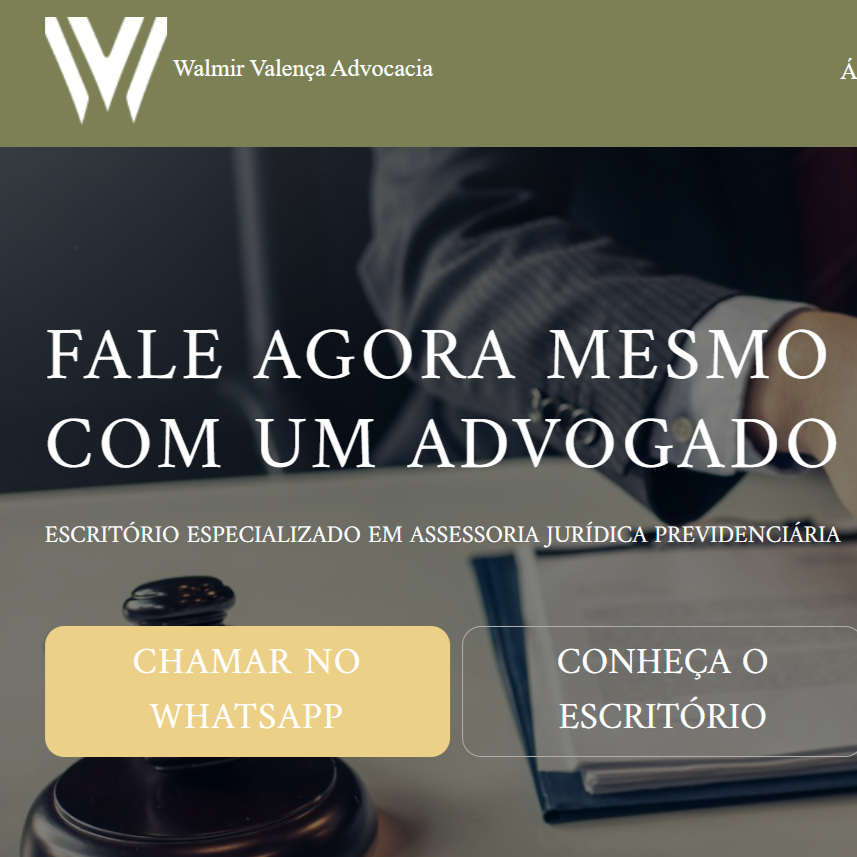 Walmir Valença Advocacia
Á
FALE AGORA MESMO
COM UM ADVOGADO
ESCRITÓRIO ESPECIALIZADO EM ASSESSORIA JURÍDICA PREVIDENCIÁRIA
CHAMAR NO
WHATSAPP
CONHEÇA O
ESCRITÓRIO